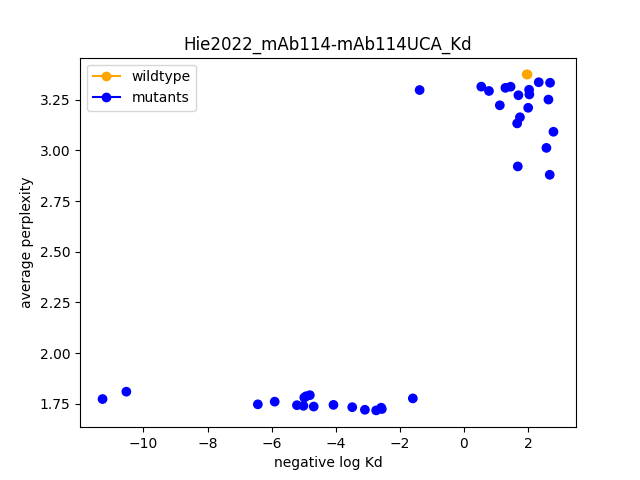 Hie2022_mAb114-mAb114UCA_Kd
wildtype
mutants
average perplexity
3.25
3.00
2.75
2.50
2.25
2.00
1.75
−10 −8 −6 −4 −2 0 2
negative log Kd